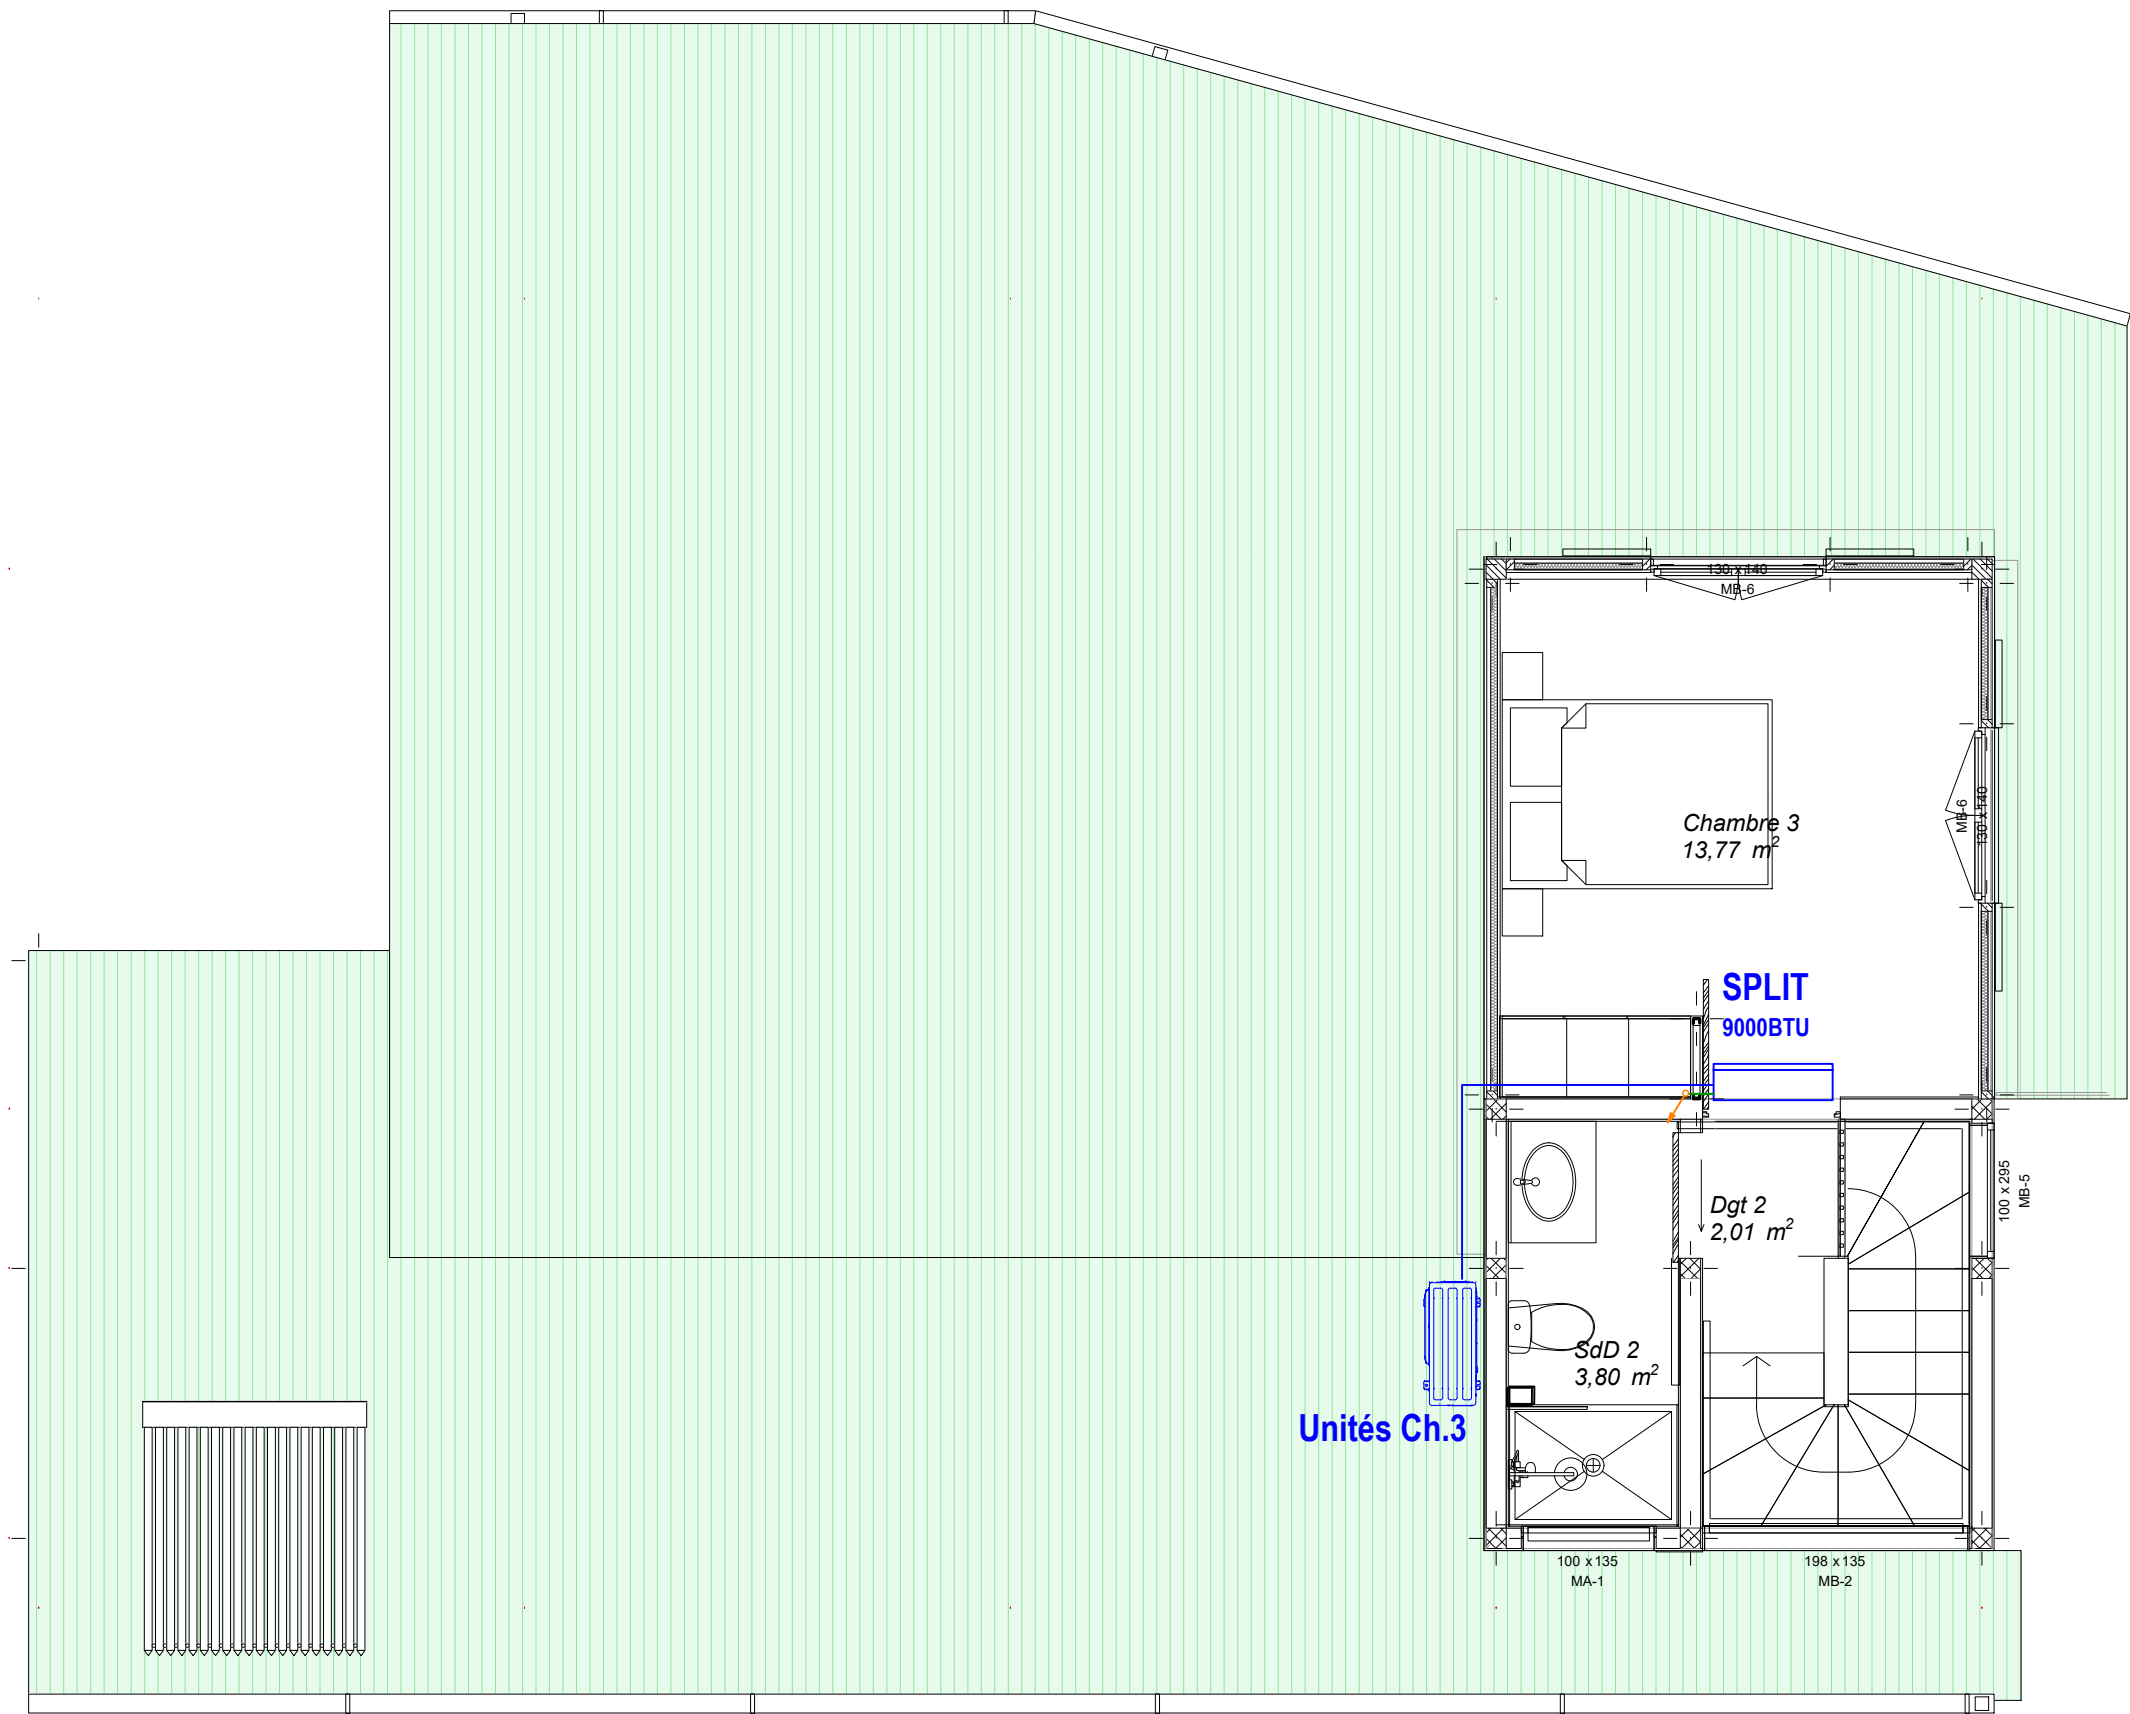 130 x 140
MB-6
Chambre 3
13,77 m²
MB-6
130 x 140
SPLIT
9000BTU
100 x 295
MB-5
Dgt 2
2,01 m²
SdD 2
3,80 m²
Unités Ch.3
100 x 135
MA-1
198 x 135
MB-2